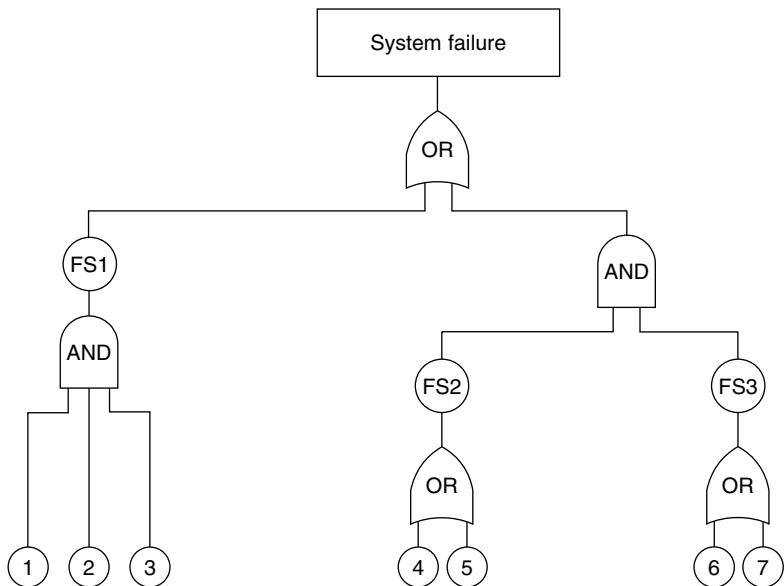 System failure
OR
FS1
AND
AND
FS2
FS3
OR
OR
1 2 3 4 5 6 7